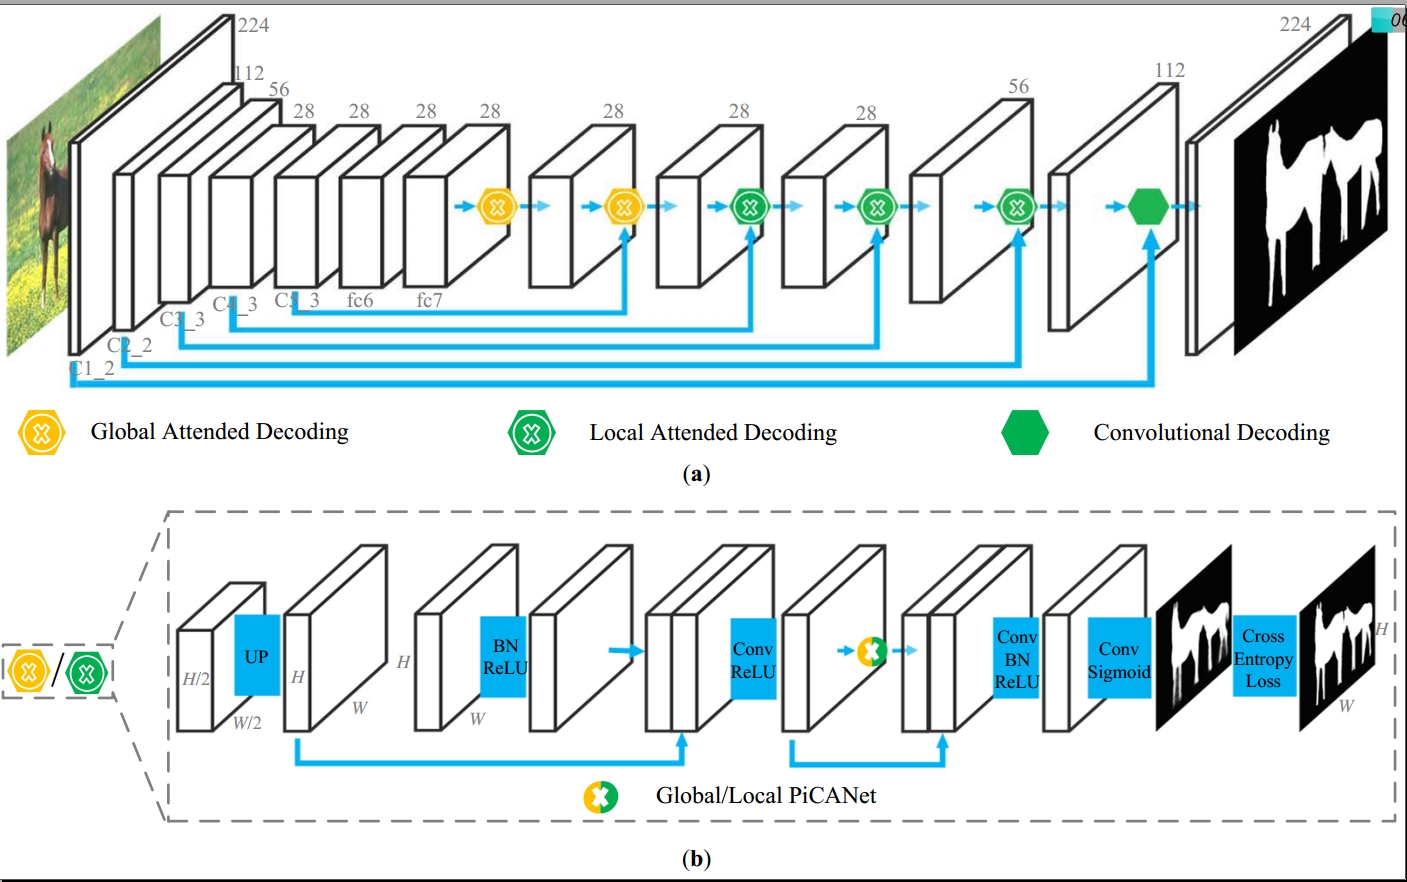 224
112
56
28
28
28
28
28
28
28
56
112
224
06
C1_2
C2_2
C3_3
C4_3
C5_3
fc6
fc7
Global Attended Decoding
Local Attended Decoding
Convolutional Decoding
(a)
H/2
W/2
UP
H
W
H
W
BN
ReLU
Conv
ReLU
Conv
BN
ReLU
Conv
Sigmoid
Cross
Entropy
Loss
H
W
/
Global/Local PiCANet
(b)